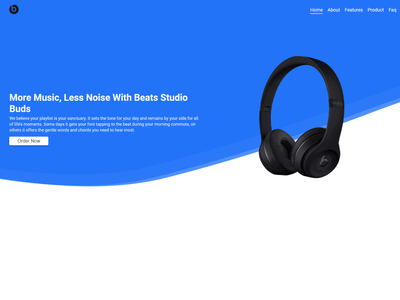 Home About Features Product Faq
More Music, Less Noise With Beats Studio
Buds
We believe your playlist is your sanctuary. It sets the tone for your day and remains by your side for all
of life's moments. Some days it gets your foot tapping to the beat during your morning commute, on
others it offers the gentle words and chords you need to hear most.
Order Now